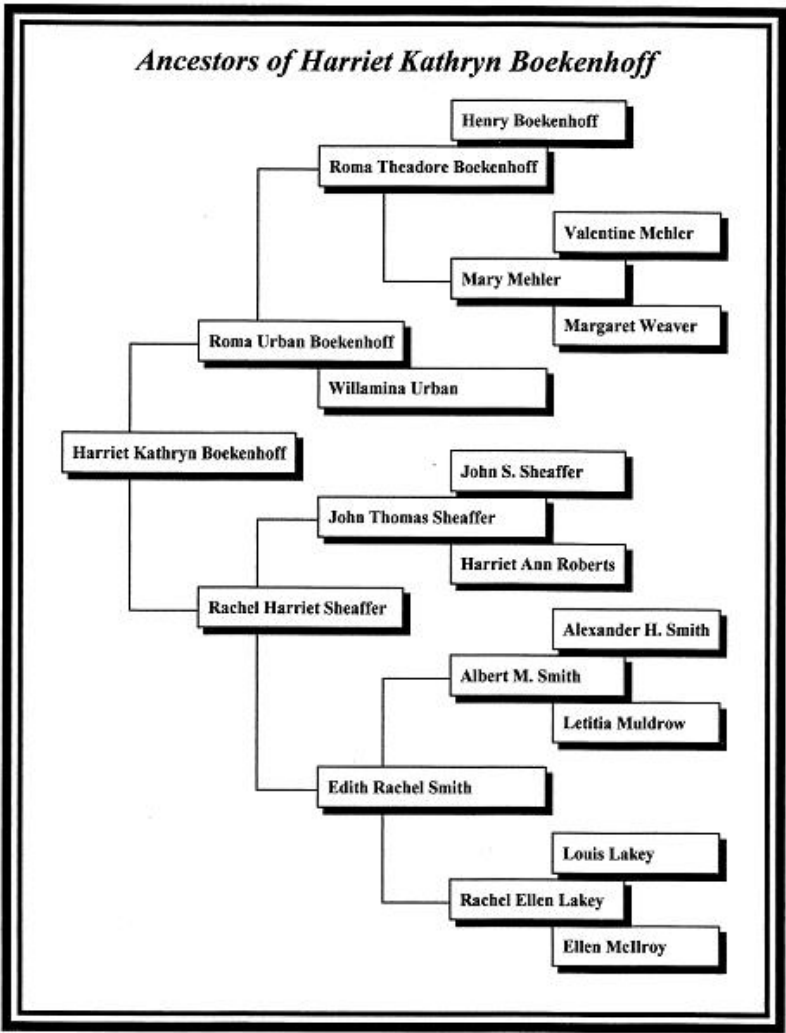 Ancestors of Harriet Kathryn Boekenhoff
Henry Boekenhoff
Roma Theadore Boekenhoff
Valentine Mehler
Mary Mehler
Margaret Weaver
Roma Urban Boekenhoff
Willamina Urban
Harriet Kathryn Boekenhoff
John S. Sheaffer
John Thomas Sheaffer
Harriet Ann Roberts
Rachel Harriet Sheaffer
Alexander H. Smith
Albert M. Smith
Letitia Muldrow
Edith Rachel Smith
Louis Lakey
Rachel Ellen Lakey
Ellen McIlroy